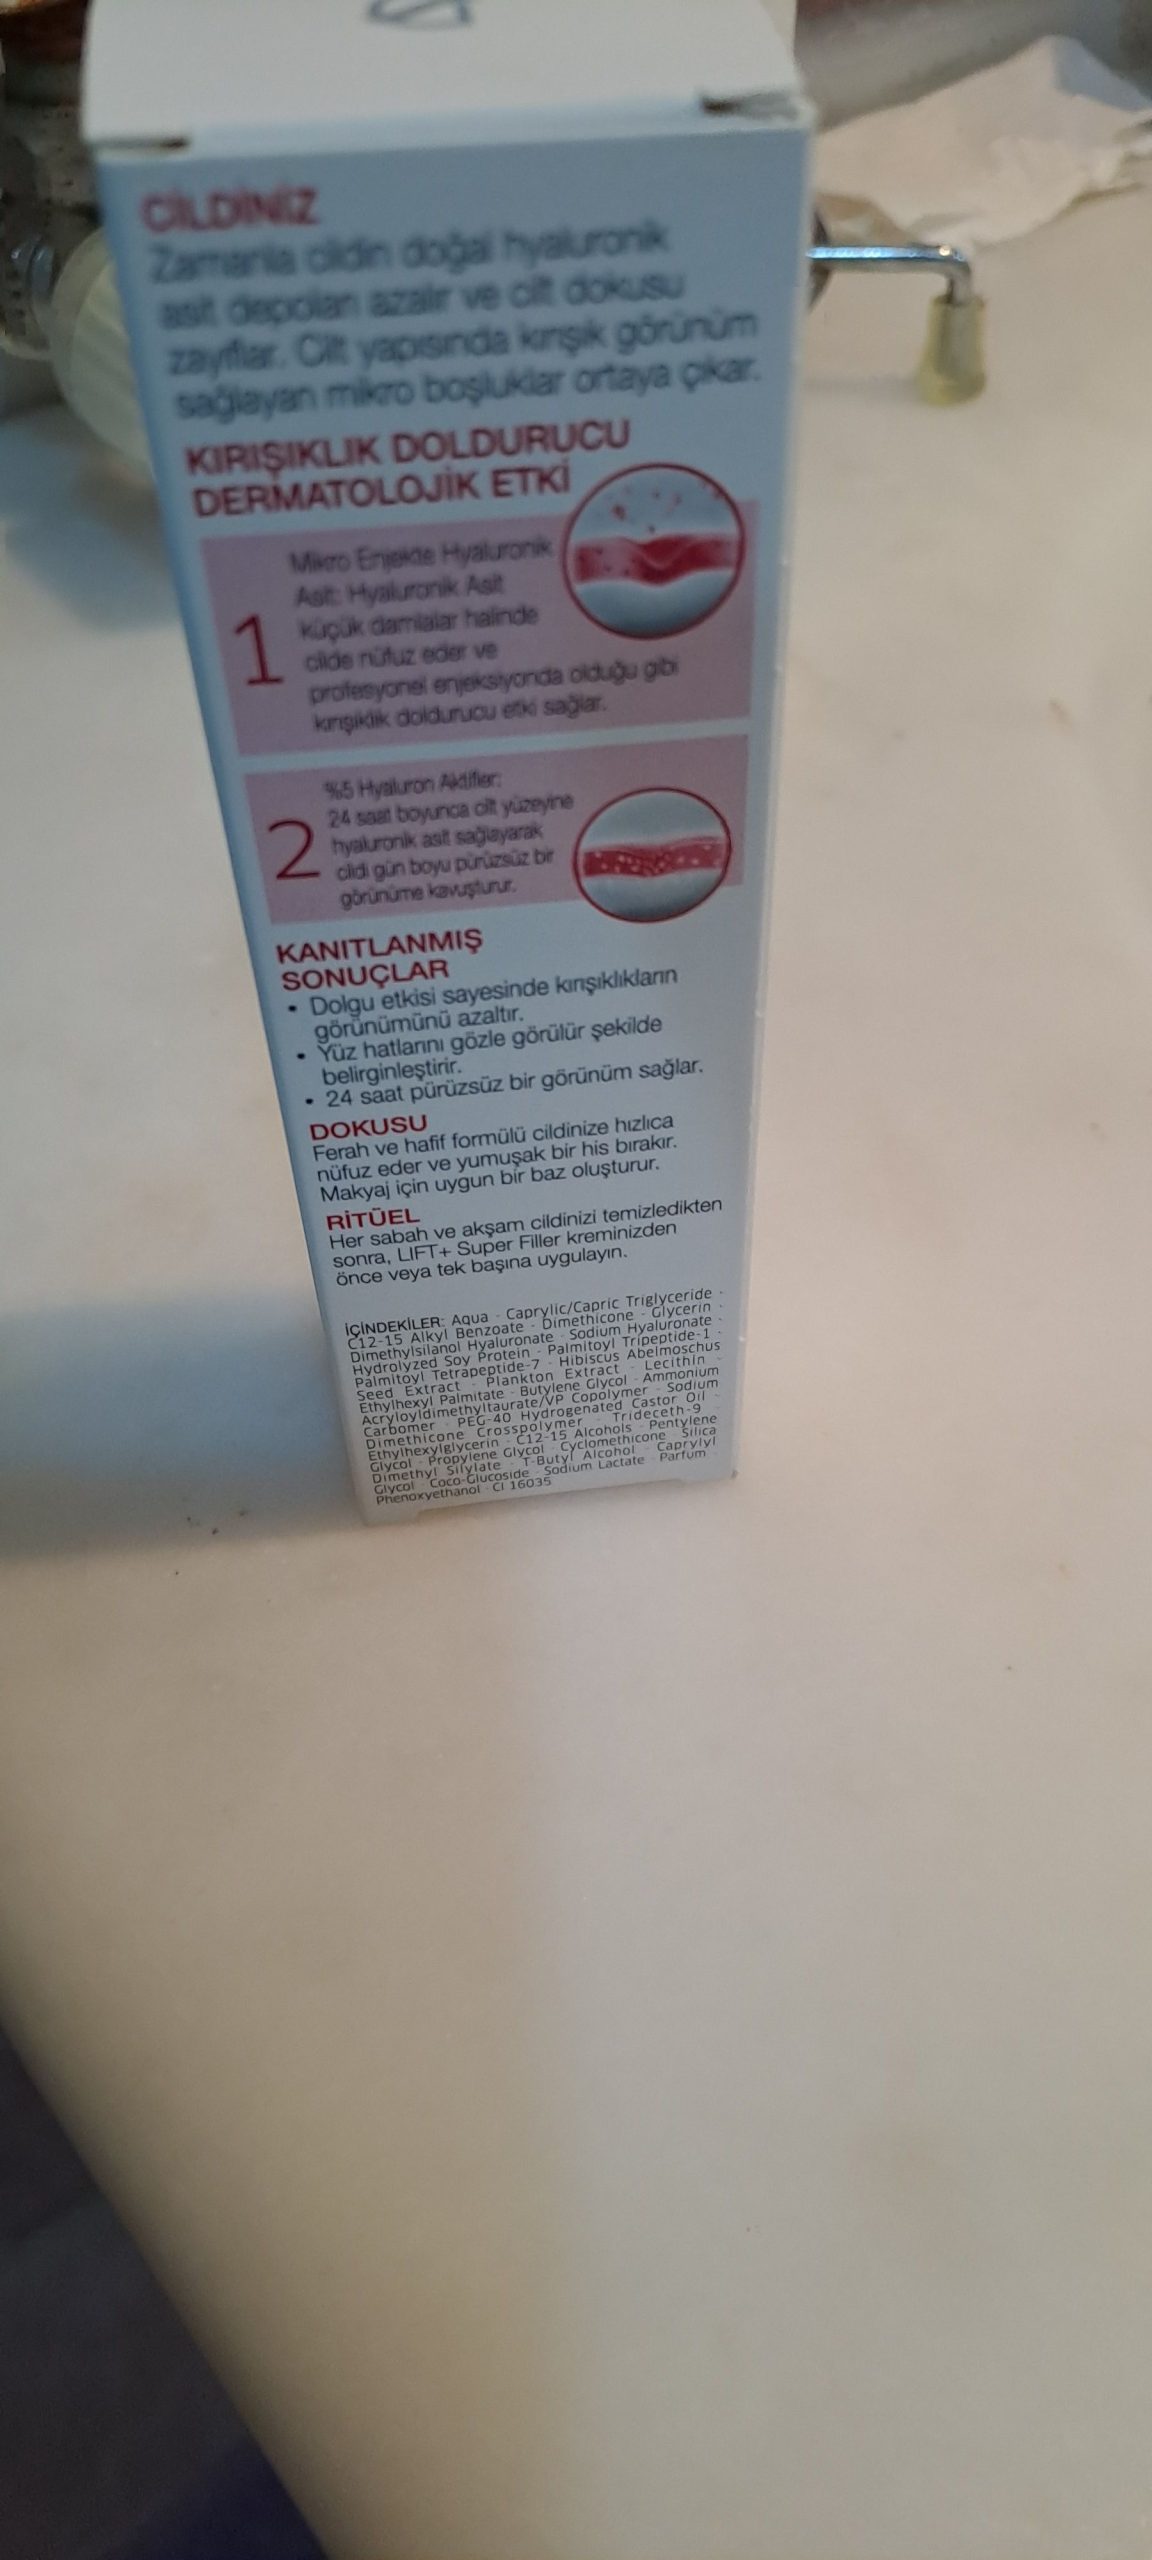 CİLDİNİZ
Zamanla cildin doğal hyaluronik
asit depoları azalır ve cilt dokusu
zayıflar. Cilt yapısında kırışık görünüm
sağlayan mikro boşluklar ortaya çıkar.
KIRIŞIKLIK DOLDURUCU
DERMATOLOJİK ETKİ
1
Mikro Enjekte Hyaluronik
Asit: Hyaluronik Asit
küçük damlalar halinde
cilde nüfuz eder ve
profesyonel enjeksiyonda olduğu gibi
kırışıklık doldurucu etki sağlar.
2
%5 Hyaluron Aktifler:
24 saat boyunca cilt yüzeyine
hyaluronik asit sağlayarak
cildi gün boyu pürüzsüz bir
görünüme kavuşturur.
KANITLANMIŞ
SONUÇLAR
• Dolgu etkisi sayesinde kırışıklıkların
görünümünü azaltır.
• Yüz hatlarını gözle görülür şekilde
belirginleştirir.
• 24 saat pürüzsüz bir görünüm sağlar.
DOKUSU
Ferah ve hafif formülü cildinize hızlıca
nüfuz eder ve yumuşak bir his bırakır.
Makyaj için uygun bir baz oluşturur.
RİTÜEL
Her sabah ve akşam cildinizi temizledikten
sonra, LIFT+ Super Filler kreminizden
önce veya tek başına uygulayın.
İÇİNDEKİLER: Aqua - Caprylic/Capric Triglyceride -
C12-15 Alkyl Benzoate - Dimethicone - Glycerin -
Dimethylsilanol Hyaluronate - Sodium Hyaluronate -
Hydrolyzed Soy Protein - Palmitoyl Tripeptide-1 -
Palmitoyl Tetrapeptide-7 - Hibiscus Abelmoschus
Seed Extract - Plankton Extract - Lecithin -
Ethylhexyl Palmitate - Butylene Glycol - Ammonium
Acryloyldimethyltaurate/VP Copolymer - Sodium
Carbomer - PEG-40 Hydrogenated Castor Oil -
Dimethicone Crosspolymer - Trideceth-9 -
Ethylhexylglycerin - C12-15 Alcohols - Pentylene
Glycol - Propylene Glycol - Cyclomethicone - Silica
Dimethyl Silylate - T-Butyl Alcohol - Caprylyl
Glycol - Coco-Glucoside - Sodium Lactate - Parfum -
Phenoxyethanol - CI 16035